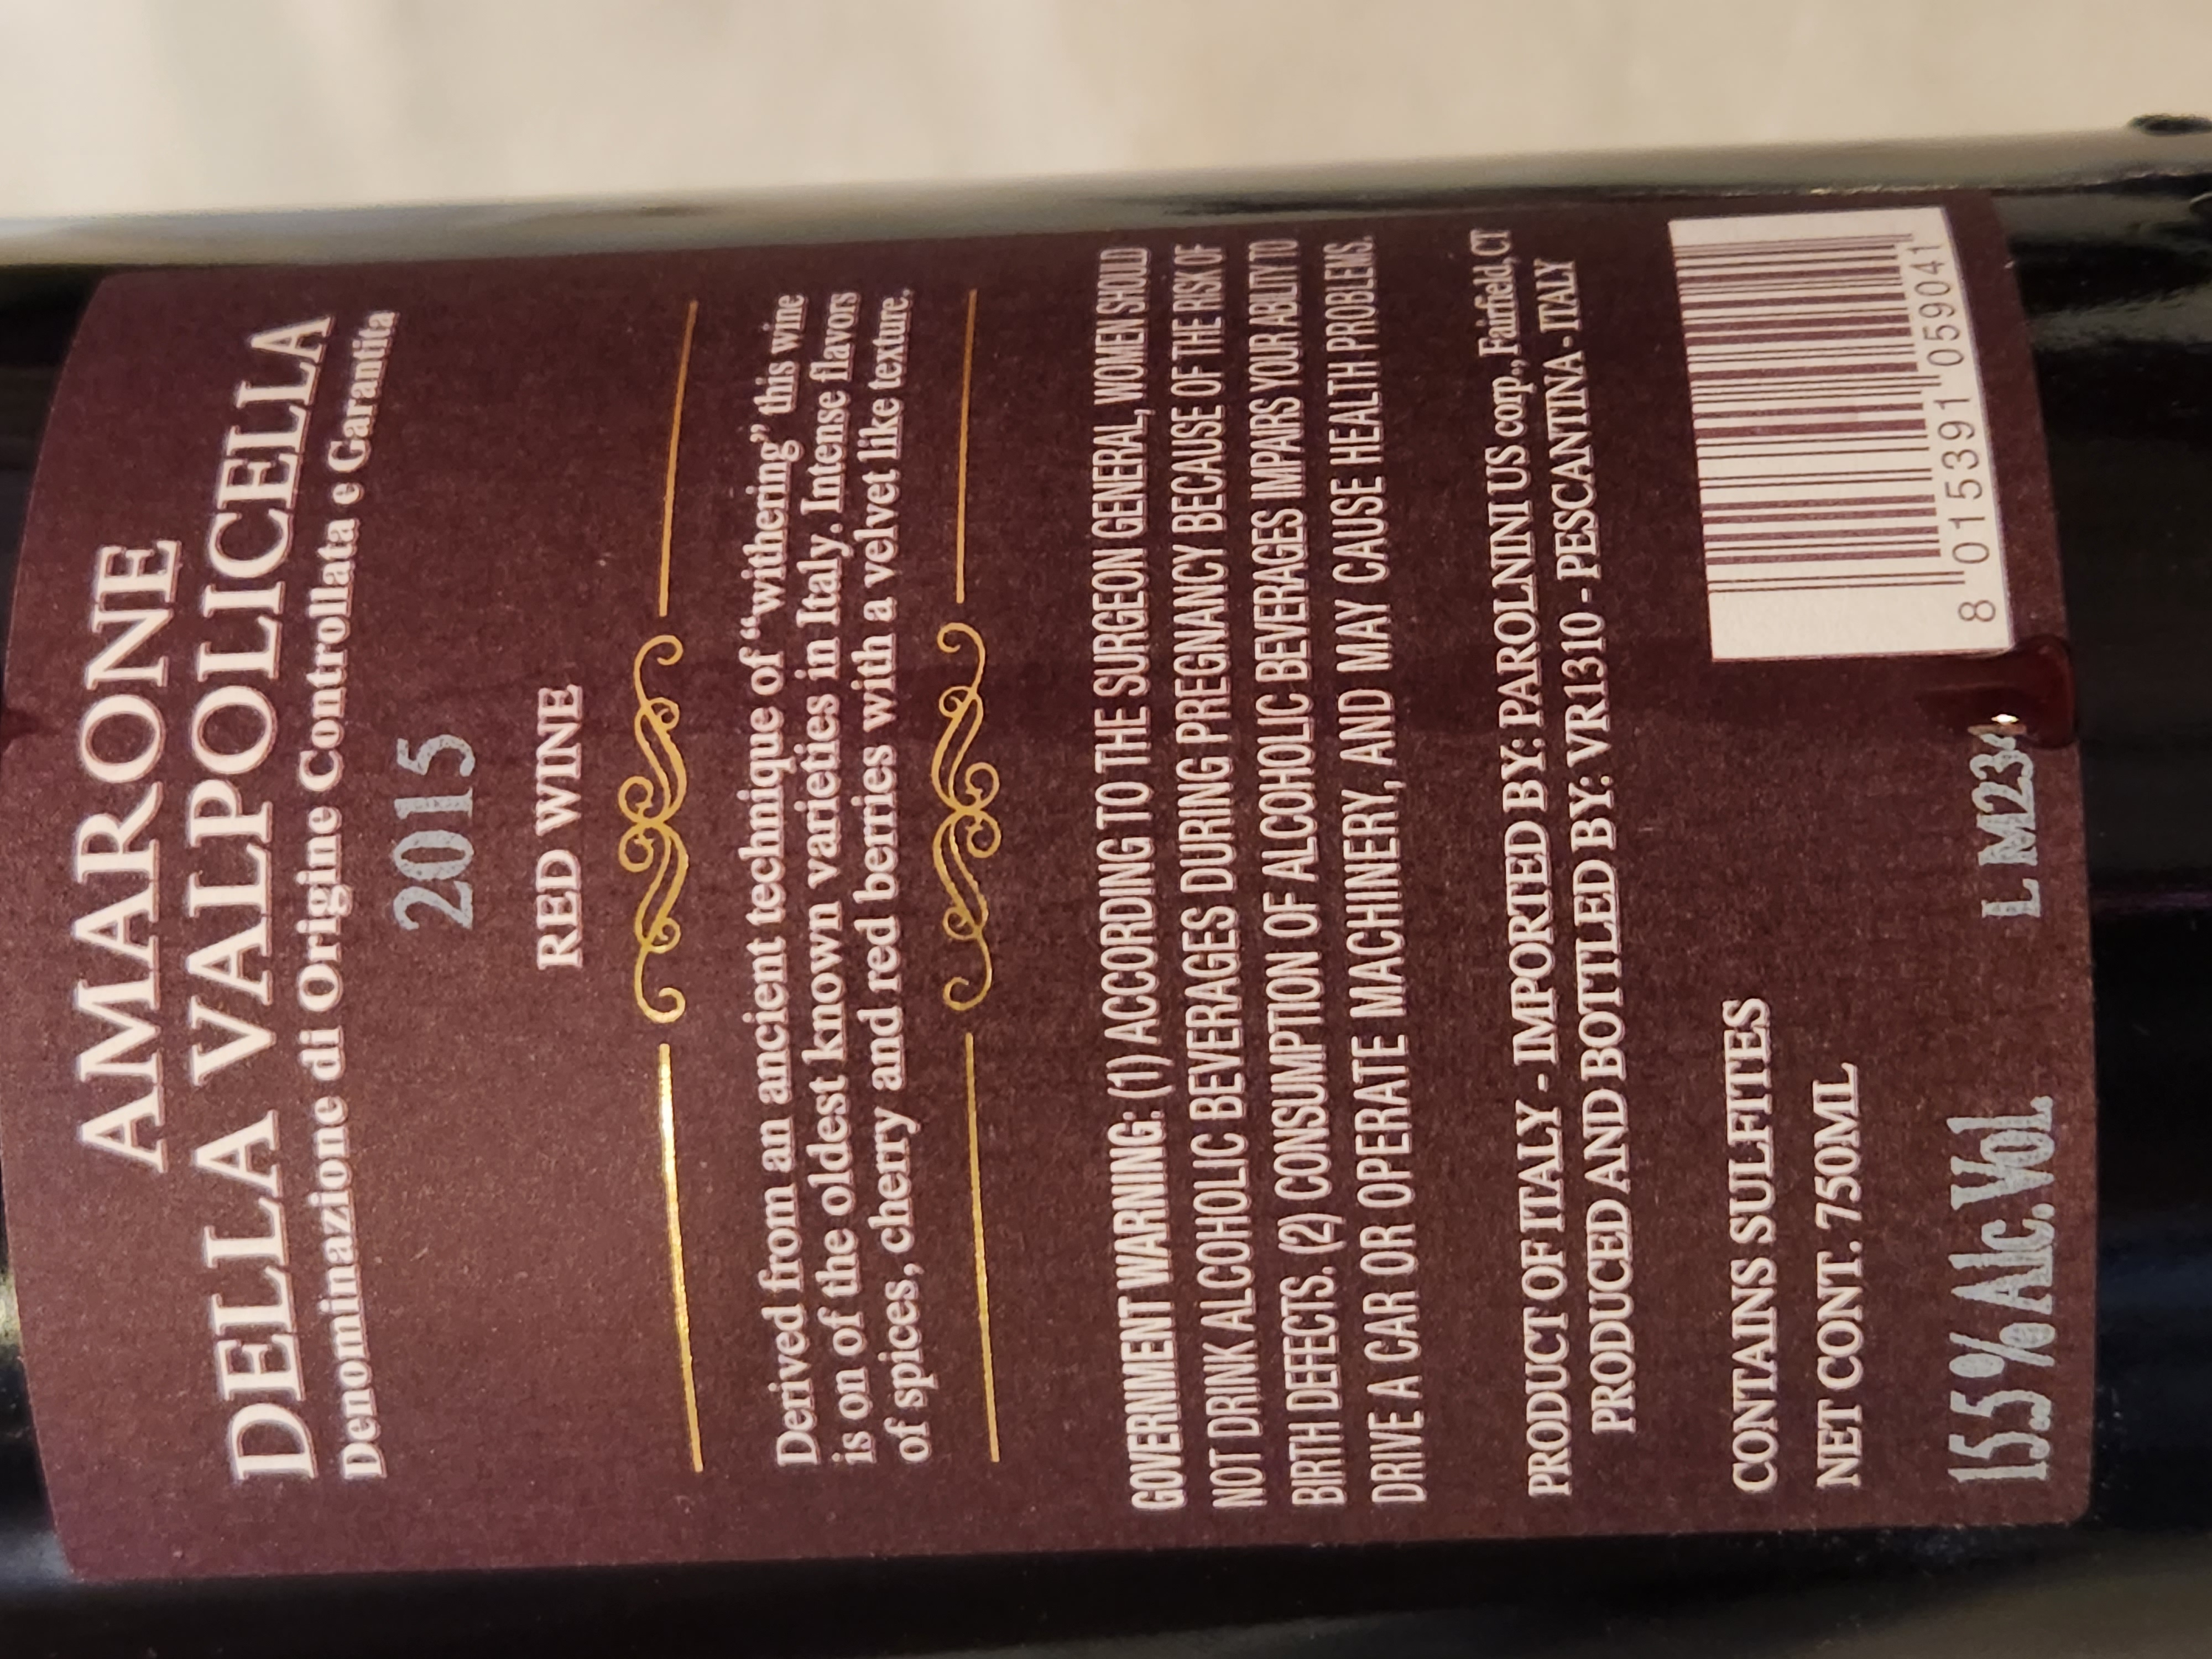 AMARONE
DELLA VALPOLICELLA
Denominazione di Origine Controllata e Garantita
2015
RED WINE
Derived from an ancient technique of “withering” this wine
is on of the oldest known varieties in Italy. Intense flavors
of spices, cherry and red berries with a velvet like texture.
GOVERNMENT WARNING: (1) ACCORDING TO THE SURGEON GENERAL, WOMEN SHOULD
NOT DRINK ALCOHOLIC BEVERAGES DURING PREGNANCY BECAUSE OF THE RISK OF
BIRTH DEFECTS. (2) CONSUMPTION OF ALCOHOLIC BEVERAGES IMPAIRS YOUR ABILITY TO
DRIVE A CAR OR OPERATE MACHINERY, AND MAY CAUSE HEALTH PROBLEMS.
PRODUCT OF ITALY - IMPORTED BY: PAROLNINI US corp., Fairfield, CT
PRODUCED AND BOTTLED BY: VR1310 - PESCANTINA - ITALY
CONTAINS SULFITES
NET CONT. 750ML
15.5 % Alc. Vol.
L
8 015391 059041